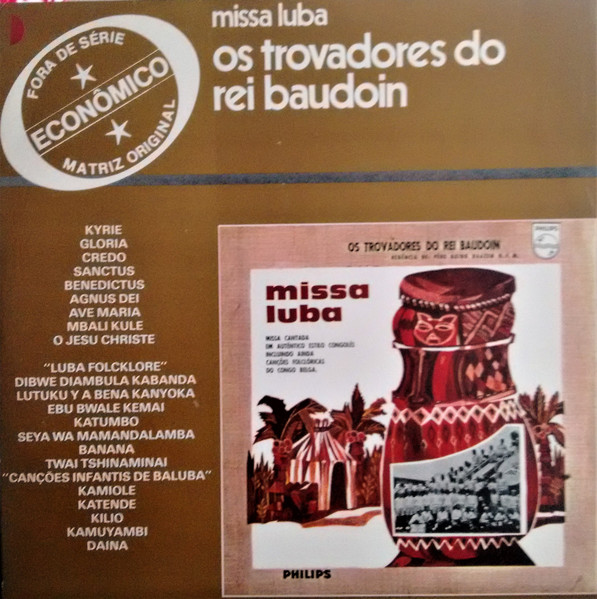 missa luba
os trovadores do
rei baudoin
FORA DE SÉRIE
ECONÔMICO
MATRIZ ORIGINAL
KYRIE
GLORIA
CREDO
SANCTUS
BENEDICTUS
AGNUS DEI
AVE MARIA
MBALI KULE
O JESU CHRISTE
"LUBA FOLCKLORE"
DIBWE DIAMBULA KABANDA
LUTUKU Y A BENA KANYOKA
EBU BWALE KEMAI
KATUMBO
SEYA WA MAMANDALAMBA
BANANA
TWAI TSHINAMINAI
"CANÇÕES INFANTIS DE BALUBA"
KAMIOLE
KATENDE
KILIO
KAMUYAMBI
DAINA
PHILIPS
OS TROVADORES DO REI BAUDOIN
missa
luba
MISSA CANTADA
EM AUTÊNTICO ESTILO CONGOLÊS
INCLUINDO AINDA
CANÇÕES FOLCLÓRICAS
DO CONGO BELGA.
PHILIPS